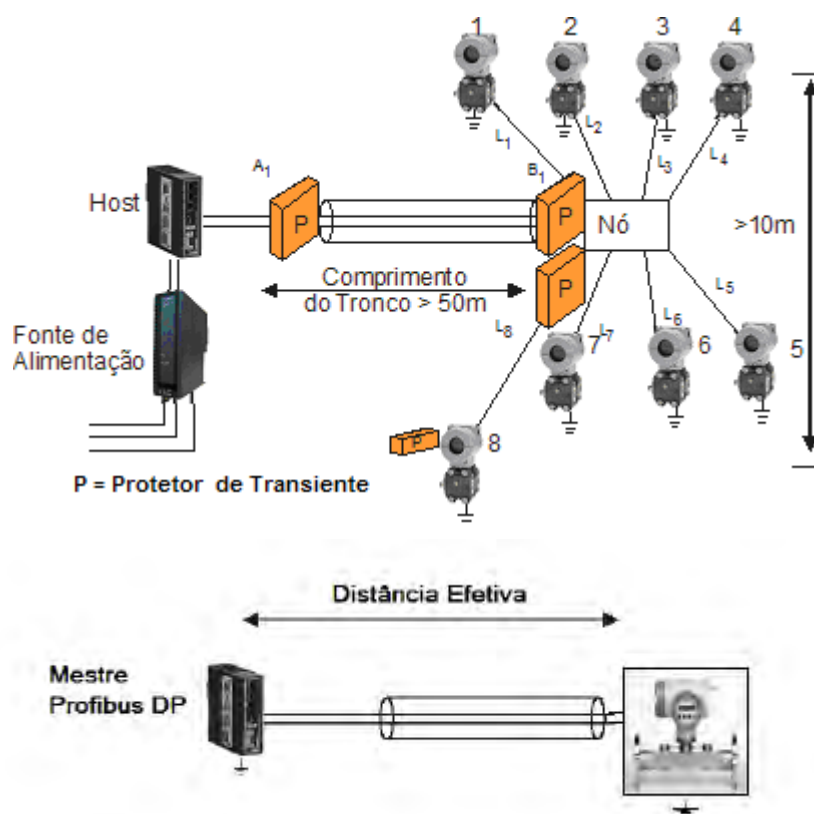 1 2 3 4
L1 L2 L3 L4
A1 B1
Host P P Nó >10m
Comprimento
do Tronco > 50m
P
L5
L8 L7 L6
Fonte de
Alimentação
7 6 5
P 8
P = Protetor de Transiente
Distância Efetiva
Mestre
Profibus DP